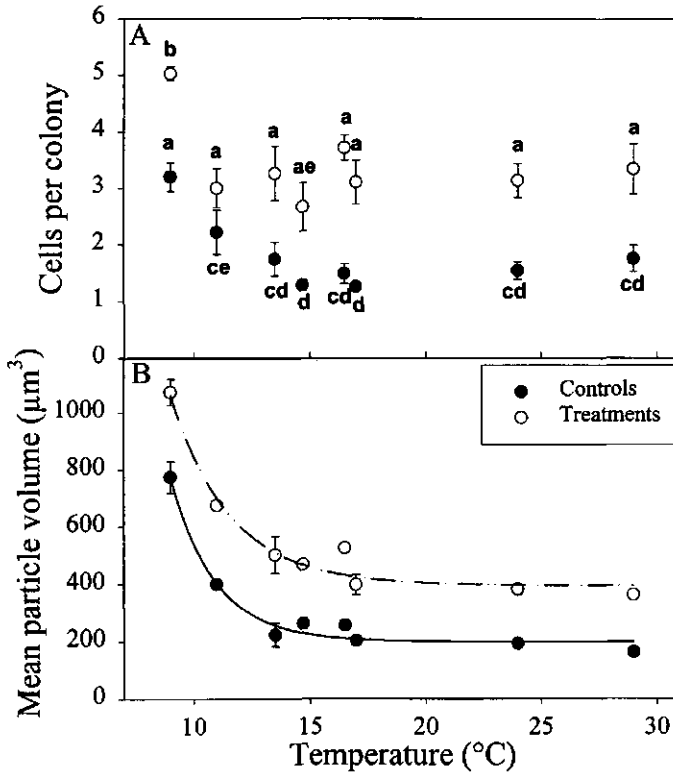 A
Cells per colony
6
5
4
3
2
1
0
b
a
a
ce
a
cd
ae
d
a
a
cd
d
a
cd
a
cd
B
Mean particle volume (µm³)
1000
800
600
400
200
0
Controls
Treatments
10 15 20 25 30
Temperature (°C)